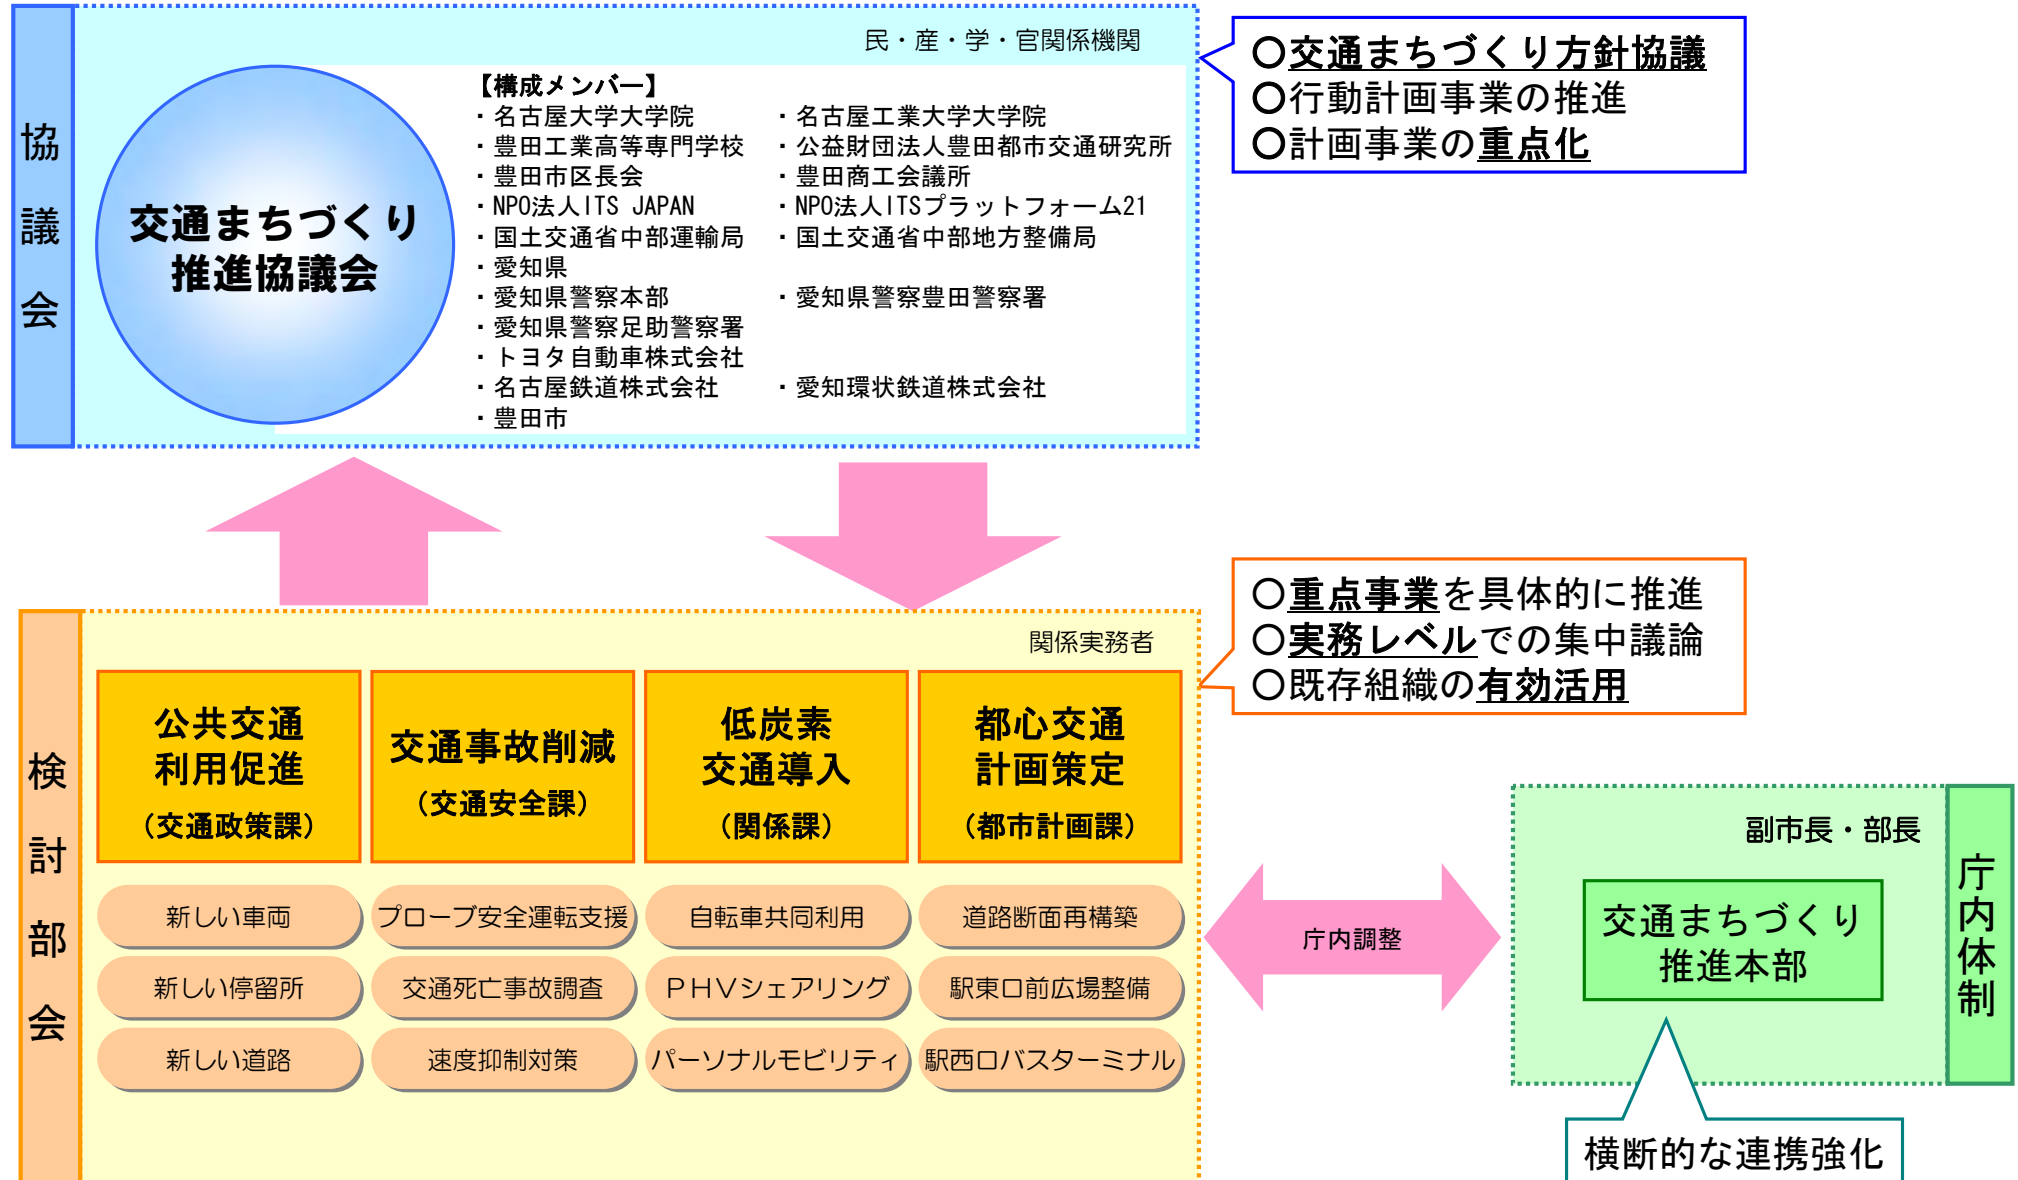 協議会
民・産・学・官関係機関
交通まちづくり
推進協議会
【構成メンバー】
・名古屋大学大学院 ・名古屋工業大学大学院
・豊田工業高等専門学校 ・公益財団法人豊田都市交通研究所
・豊田市区長会 ・豊田商工会議所
・NPO法人ITS JAPAN ・NPO法人ITSプラットフォーム21
・国土交通省中部運輸局 ・国土交通省中部地方整備局
・愛知県
・愛知県警察本部 ・愛知県警察豊田警察署
・愛知県警察足助警察署
・トヨタ自動車株式会社
・名古屋鉄道株式会社 ・愛知環状鉄道株式会社
・豊田市
○交通まちづくり方針協議
○行動計画事業の推進
○計画事業の重点化
検討部会
関係実務者
公共交通
利用促進
（交通政策課）
新しい車両
新しい停留所
新しい道路
交通事故削減
（交通安全課）
プローブ安全運転支援
交通死亡事故調査
速度抑制対策
低炭素
交通導入
（関係課）
自転車共同利用
ＰＨＶシェアリング
パーソナルモビリティ
都心交通
計画策定
（都市計画課）
道路断面再構築
駅東口前広場整備
駅西口バスターミナル
○重点事業を具体的に推進
○実務レベルでの集中議論
○既存組織の有効活用
庁内調整
副市長・部長
交通まちづくり
推進本部
庁内体制
横断的な連携強化